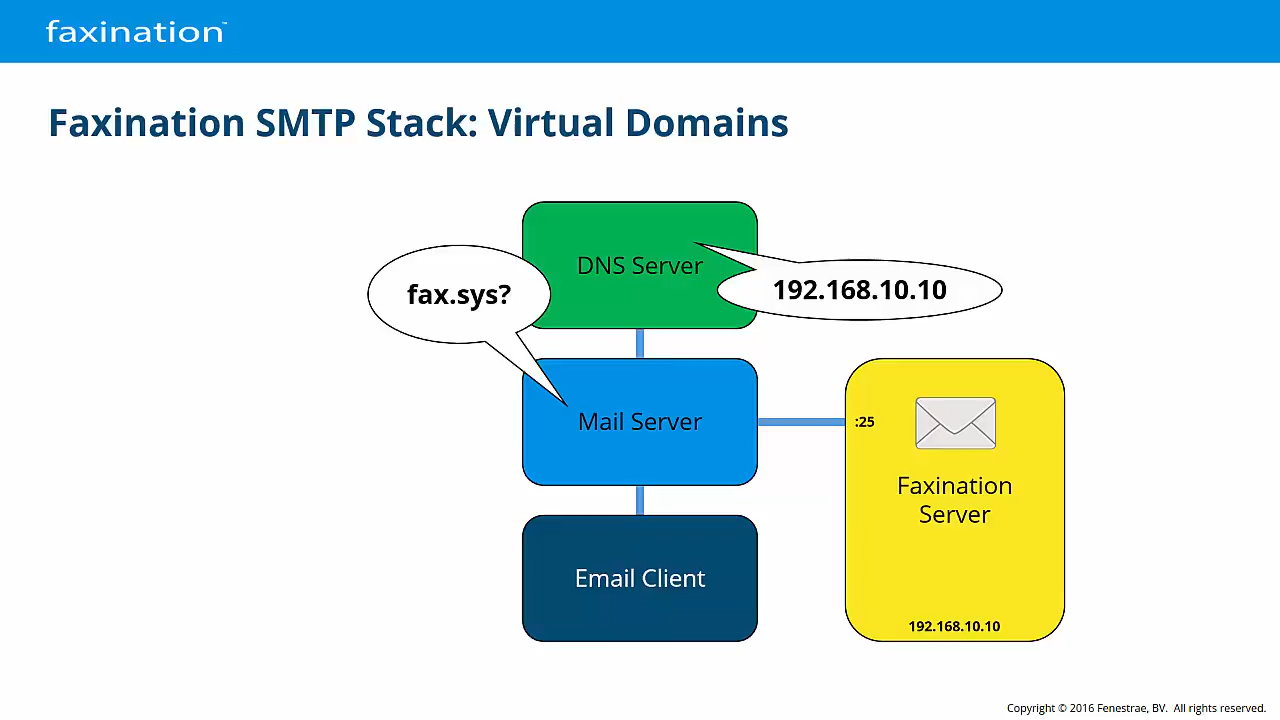 faxination™
Faxination SMTP Stack: Virtual Domains
DNS Server
fax.sys?
192.168.10.10
Mail Server
:25
Faxination
Server
Email Client
192.168.10.10
Copyright © 2016 Fenestrae, BV. All rights reserved.